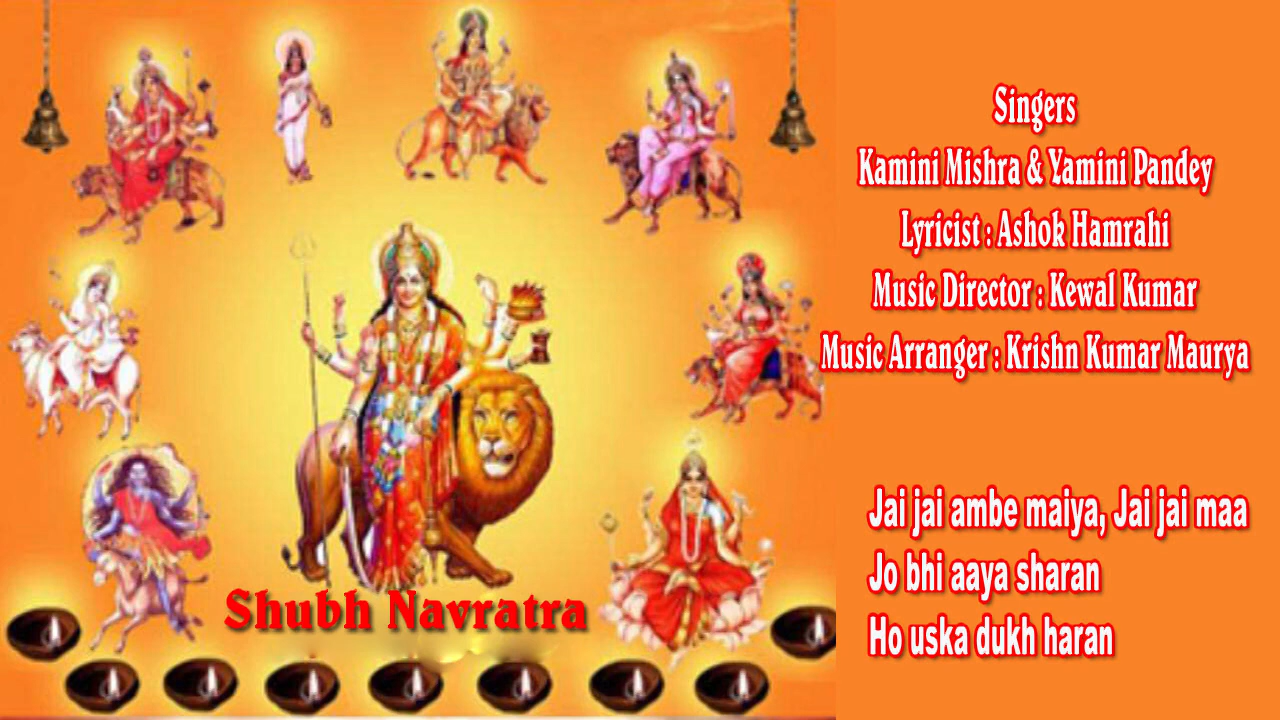 Singers
Kamini Mishra & Yamini Pandey
Lyricist : Ashok Hamrahi
Music Director : Kewal Kumar
Music Arranger : Krishn Kumar Maurya
Shubh Navratra
Jai jai ambe maiya, Jai jai maa
Jo bhi aaya sharan
Ho uska dukh haran